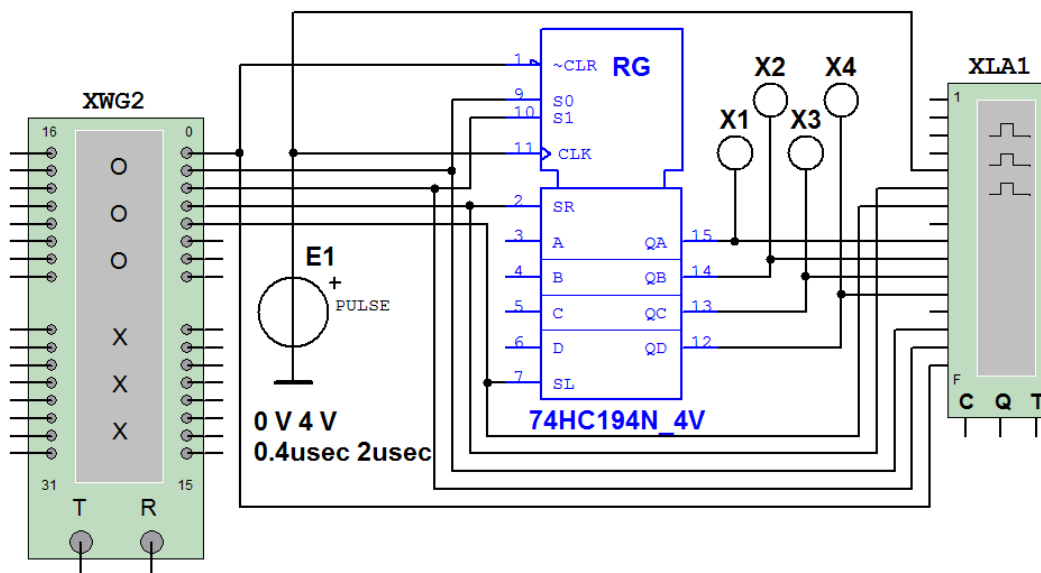 XWG2
16 0
O
O
O
X
X
X
31 15
T R
E1
+
PULSE
0 V 4 V
0.4usec 2usec
RG
1 ~CLR
9 S0
10 S1
11 CLK
2 SR
3 A QA 15
4 B QB 14
5 C QC 13
6 D QD 12
7 SL
74HC194N_4V
X2 X4
X1 X3
XLA1
1
F
C Q T